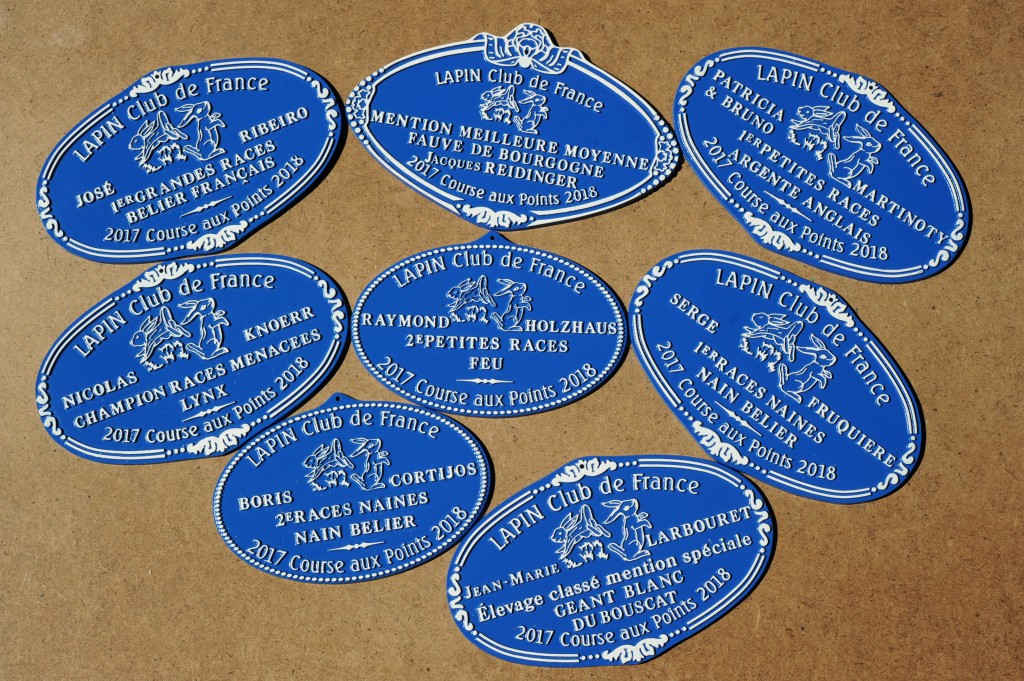 LAPIN Club de France
JOSÉ RIBEIRO
1ERGRANDES RACES
BELIER FRANÇAIS
2017 Course aux Points 2018
LAPIN Club de France
MENTION MEILLEURE MOYENNE
FAUVE DE BOURGOGNE
JACQUES REIDINGER
2017 Course aux Points 2018
LAPIN Club de France
PATRICIA
& BRUNO MARTINOTY
1EPETITES RACES
ARGENTE ANGLAIS
2017 Course aux Points 2018
LAPIN Club de France
NICOLAS KNOERR
CHAMPION RACES MENACEES
LYNX
2017 Course aux Points 2018
LAPIN Club de France
RAYMOND HOLZHAUS
2EPETITES RACES
FEU
2017 Course aux Points 2018
LAPIN Club de France
SERGE FRUQUIERE
1ERRACES NAINES
NAIN BELIER
2017 Course aux Points 2018
LAPIN Club de France
BORIS CORTIJOS
2ERACES NAINES
NAIN BELIER
2017 Course aux Points 2018
LAPIN Club de France
JEAN-MARIE LARBOURET
Élevage classé mention spéciale
GEANT BLANC
DU BOUSCAT
2017 Course aux Points 2018